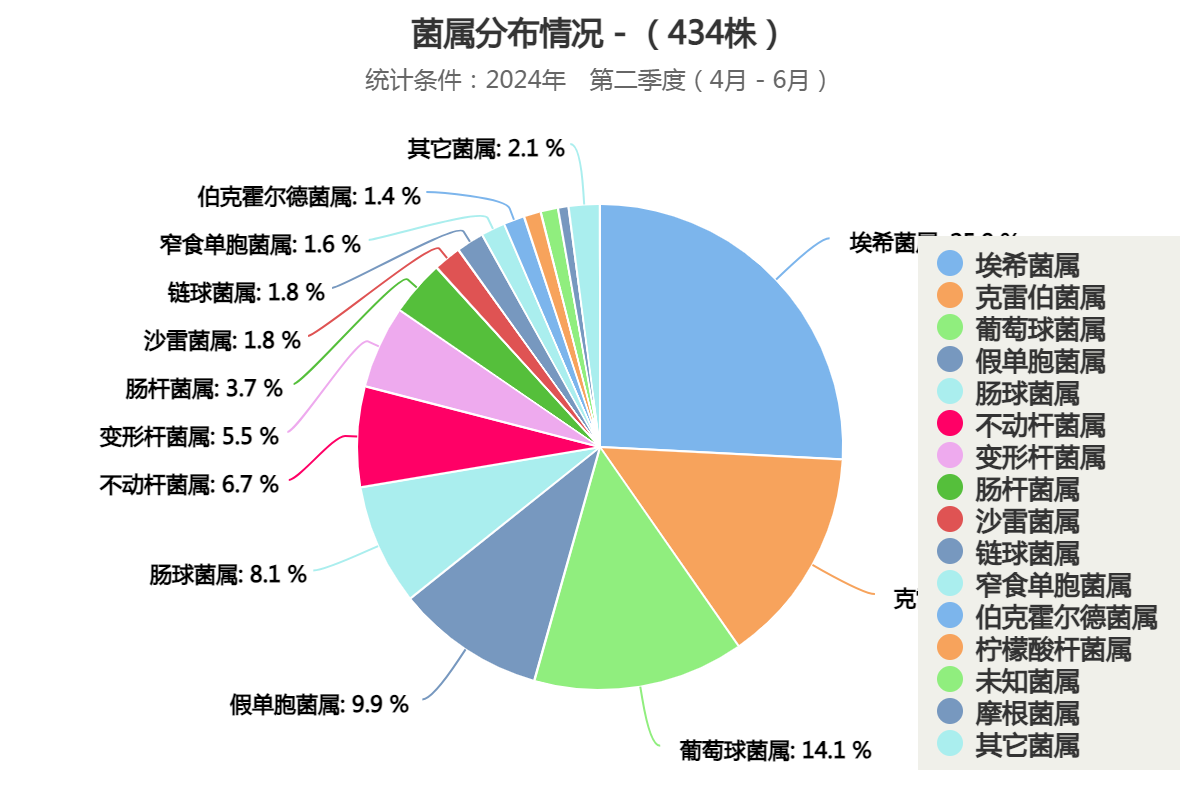 菌属分布情况 - （434株）
统计条件：2024年 第二季度（4月 - 6月）
其它菌属: 2.1 %
伯克霍尔德菌属: 1.4 %
窄食单胞菌属: 1.6 %
链球菌属: 1.8 %
沙雷菌属: 1.8 %
肠杆菌属: 3.7 %
变形杆菌属: 5.5 %
不动杆菌属: 6.7 %
肠球菌属: 8.1 %
假单胞菌属: 9.9 %
葡萄球菌属: 14.1 %
埃希菌属
克
埃希菌属
克雷伯菌属
葡萄球菌属
假单胞菌属
肠球菌属
不动杆菌属
变形杆菌属
肠杆菌属
沙雷菌属
链球菌属
窄食单胞菌属
伯克霍尔德菌属
柠檬酸杆菌属
未知菌属
摩根菌属
其它菌属